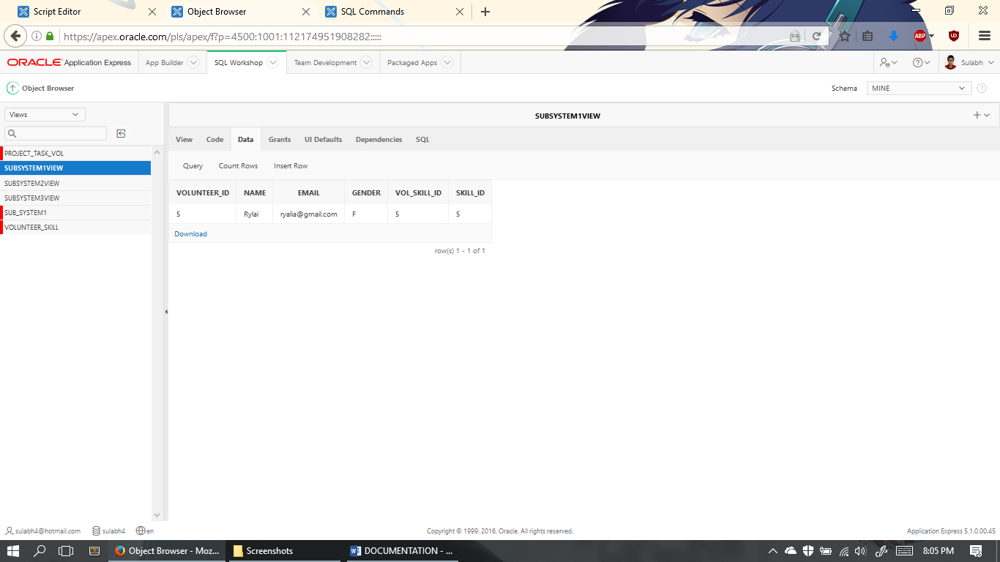 Script Editor Object Browser SQL Commands
https://apex.oracle.com/pls/apex/f?p=4500:1001:112174951908282:::::
ABP
ORACLE Application Express App Builder SQL Workshop Team Development Packaged Apps Sulabh
Object Browser Schema MINE
Views SUBSYSTEM1VIEW
View Code Data Grants UI Defaults Dependencies SQL
PROJECT_TASK_VOL
SUBSYSTEM1VIEW
SUBSYSTEM2VIEW
SUBSYSTEM3VIEW
SUB_SYSTEM1
VOLUNTEER_SKILL
Query Count Rows Insert Row
VOLUNTEER_ID NAME EMAIL GENDER VOL_SKILL_ID SKILL_ID
5 Rylai ryalia@gmail.com F 5 5
Download
row(s) 1 - 1 of 1
sulabh4@hotmail.com sulabh4 en Copyright © 1999, 2016, Oracle. All rights reserved. Application Express 5.1.0.00.45
Object Browser - Moz... Screenshots DOCUMENTATION - ... 8:05 PM